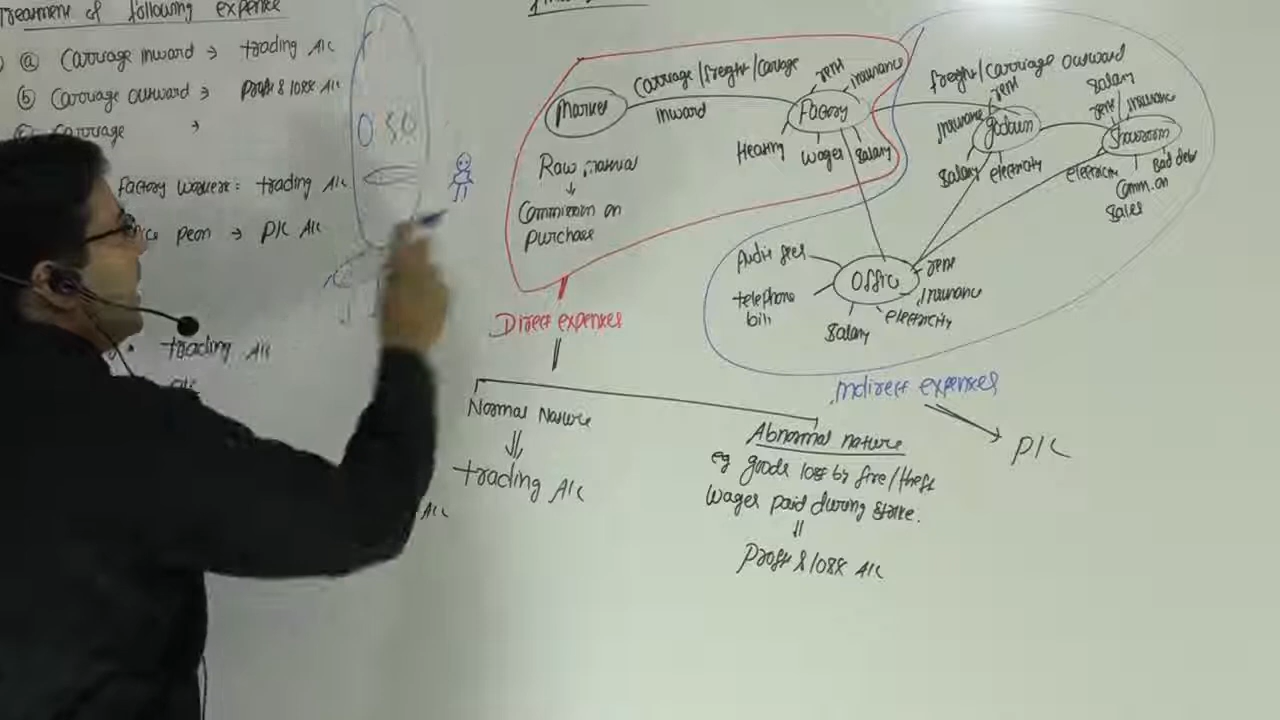 Treatment of following expense
(a) Carriage inward → trading A/c
(b) Carriage outward → profit & loss A/c
Carriage →
Factory workers: trading A/c
peon → P/L A/c
trading A/c
A/c
Market
Carriage/freight/cartage
inward
Factory
rent
insurance
Heating
wages
salary
Raw material
↓
Commission on
purchase
freight/carriage outward
insurance
rent
godown
salary
electricity
salary
rent/insurance
showroom
electricity
Bad debt
Comm. on
sales
Audit fees
telephone
bill
office
rent
insurance
electricity
salary
Direct expenses
Indirect expenses
P/L
Normal Nature
trading A/c
Abnormal nature
eg goods loss by fire/theft
wages paid during strike.
Profit & loss A/c